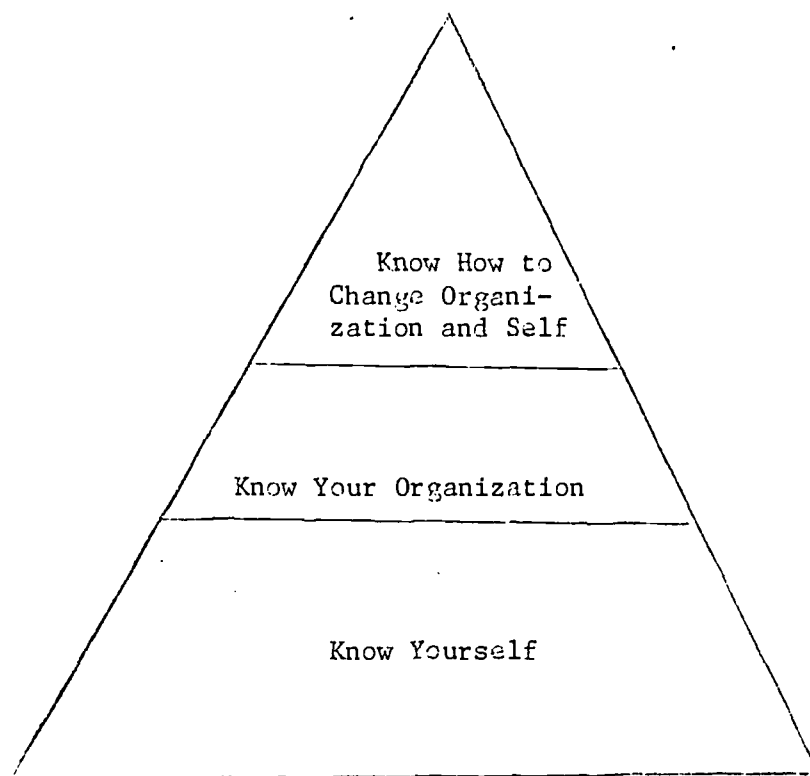 Know How to
Change Organi-
zation and Self
Know Your Organization
Know Yourself